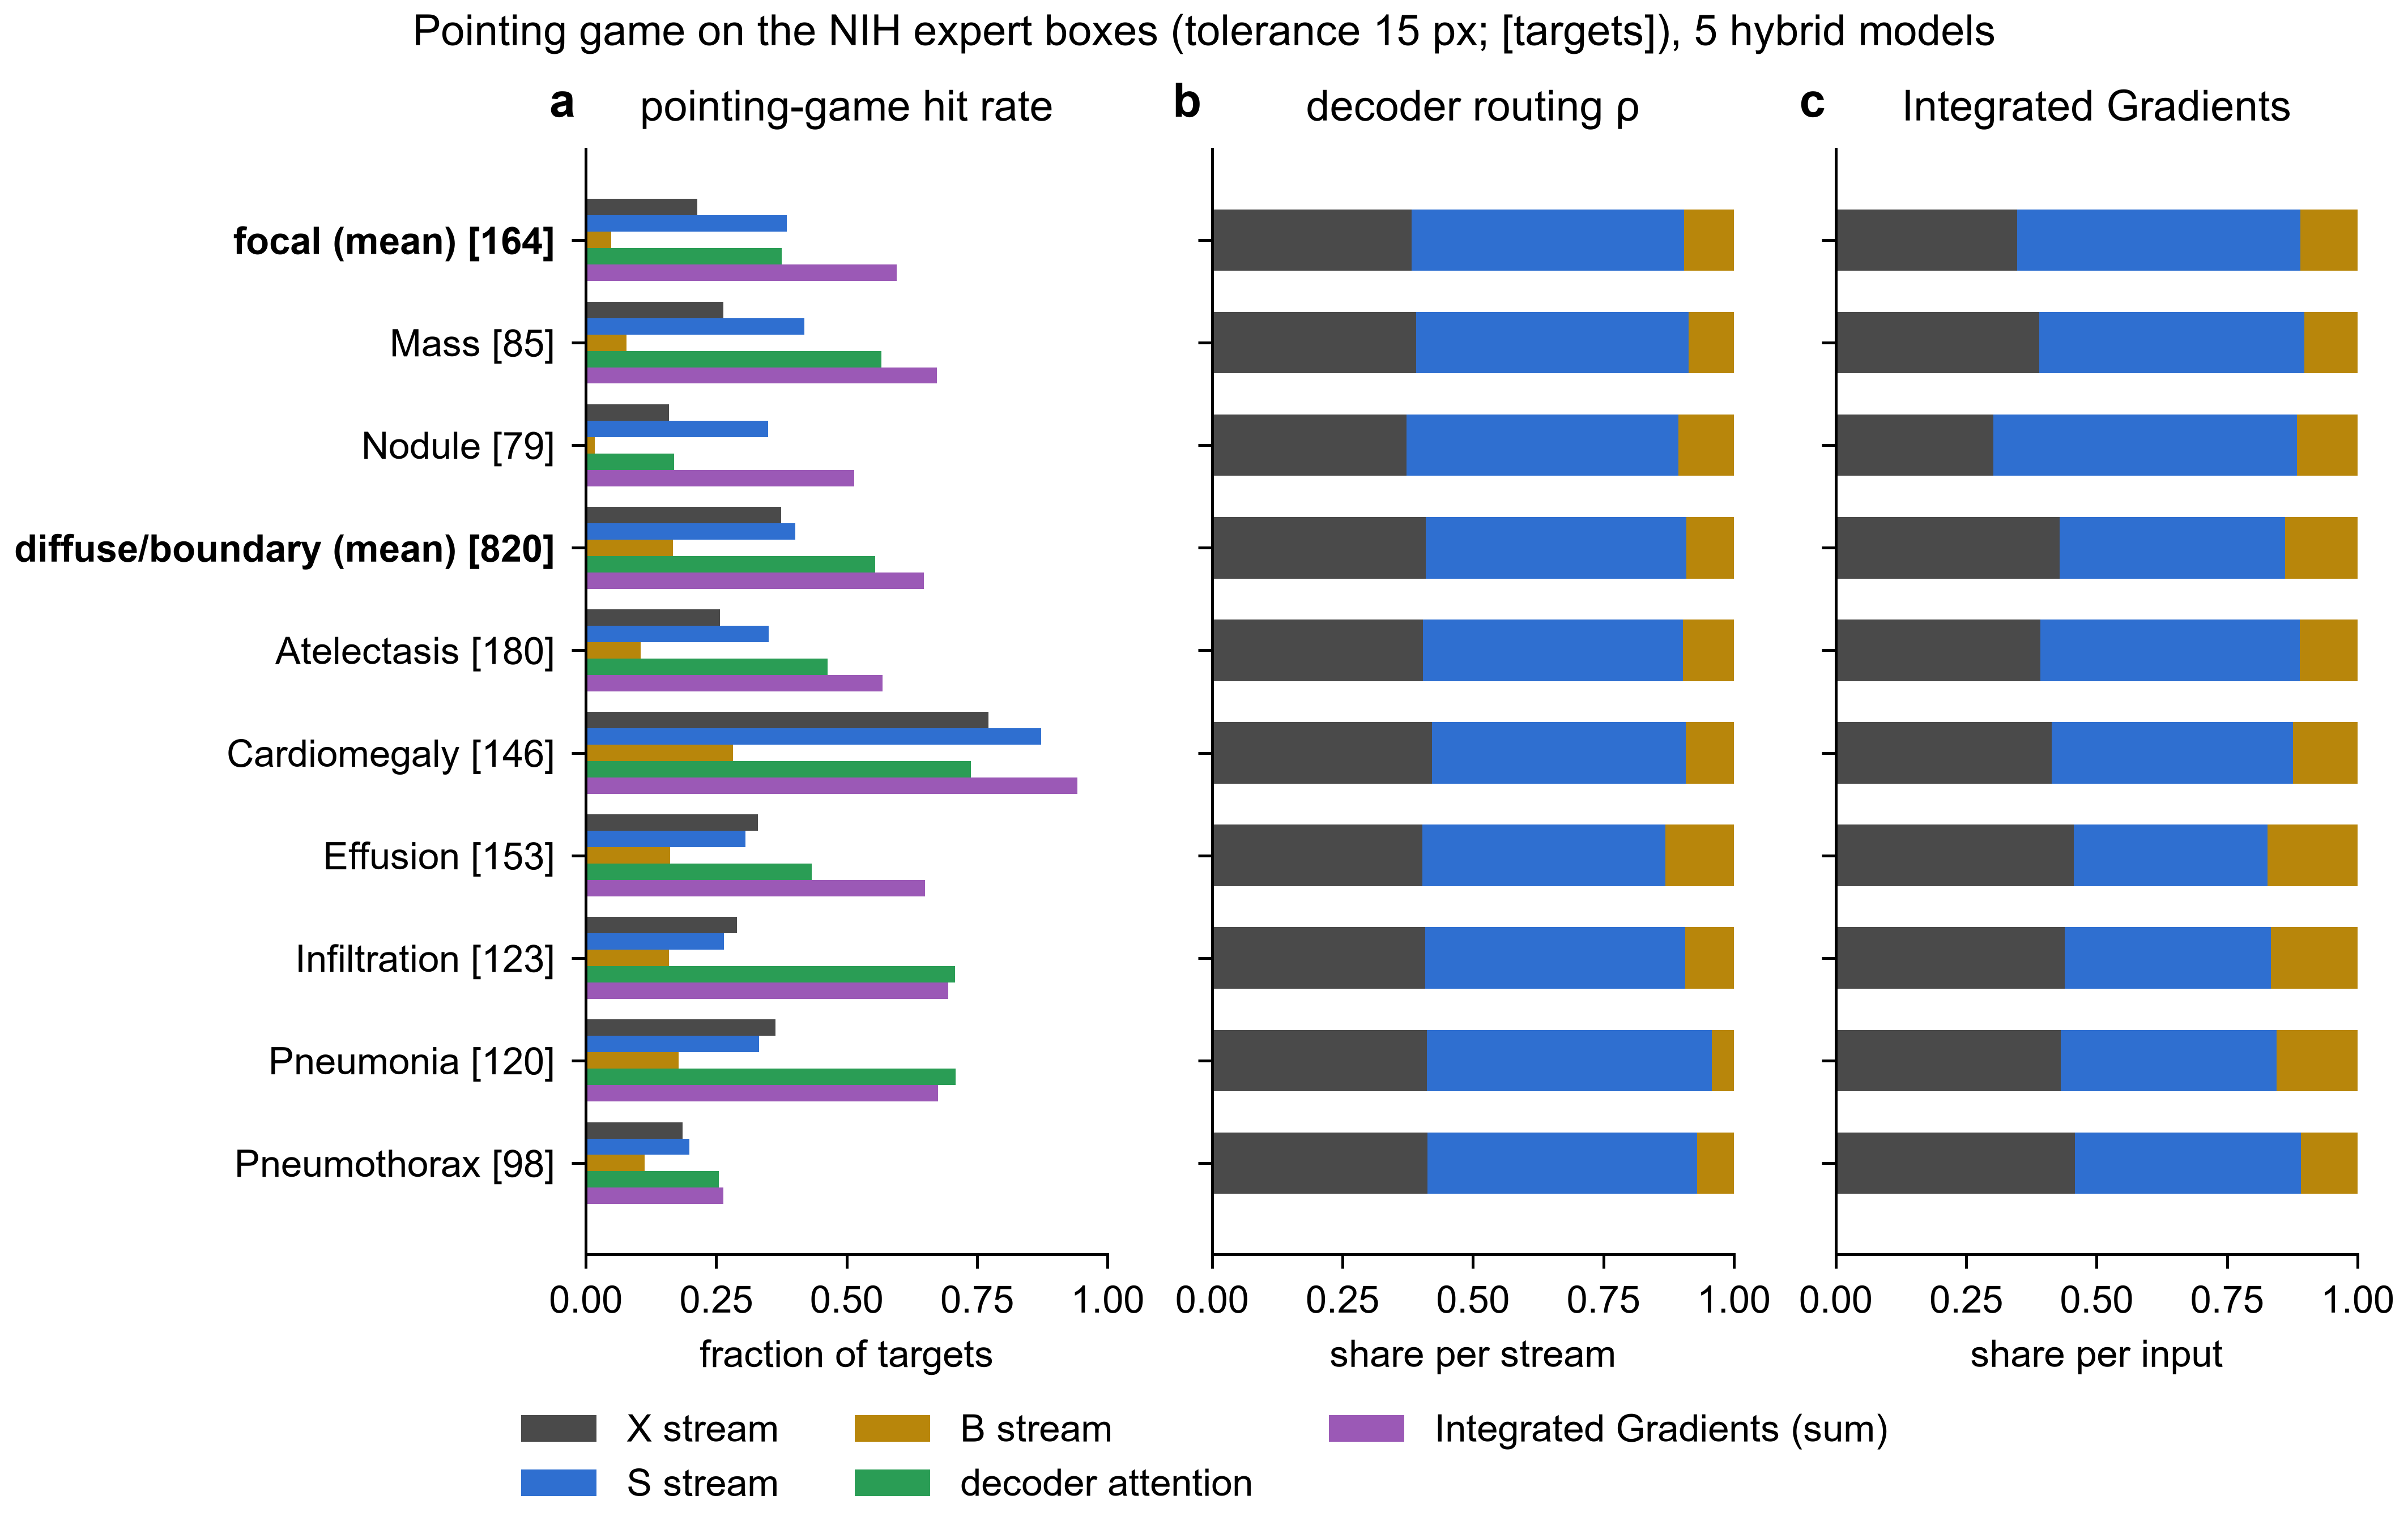 Pointing game on the NIH expert boxes (tolerance 15 px; [targets]), 5 hybrid models
a pointing-game hit rate
b decoder routing ρ
c Integrated Gradients
focal (mean) [164]
Mass [85]
Nodule [79]
diffuse/boundary (mean) [820]
Atelectasis [180]
Cardiomegaly [146]
Effusion [153]
Infiltration [123]
Pneumonia [120]
Pneumothorax [98]
0.00 0.25 0.50 0.75 1.00
fraction of targets
0.00 0.25 0.50 0.75 1.00
share per stream
0.00 0.25 0.50 0.75 1.00
share per input
X stream
S stream
B stream
decoder attention
Integrated Gradients (sum)